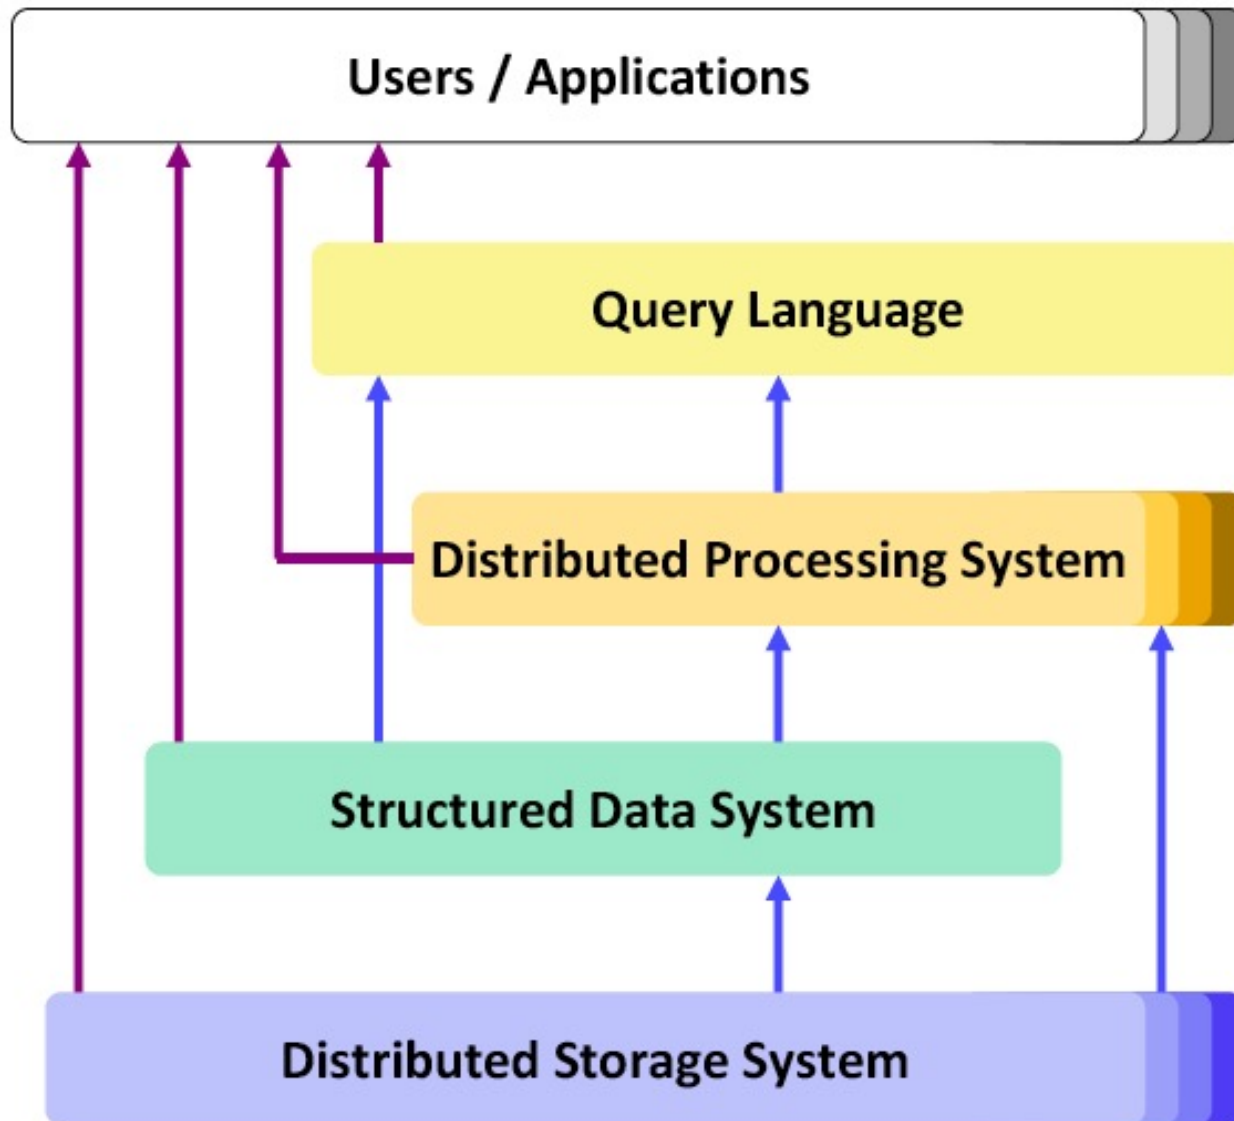 Users / Applications
Query Language
Distributed Processing System
Structured Data System
Distributed Storage System